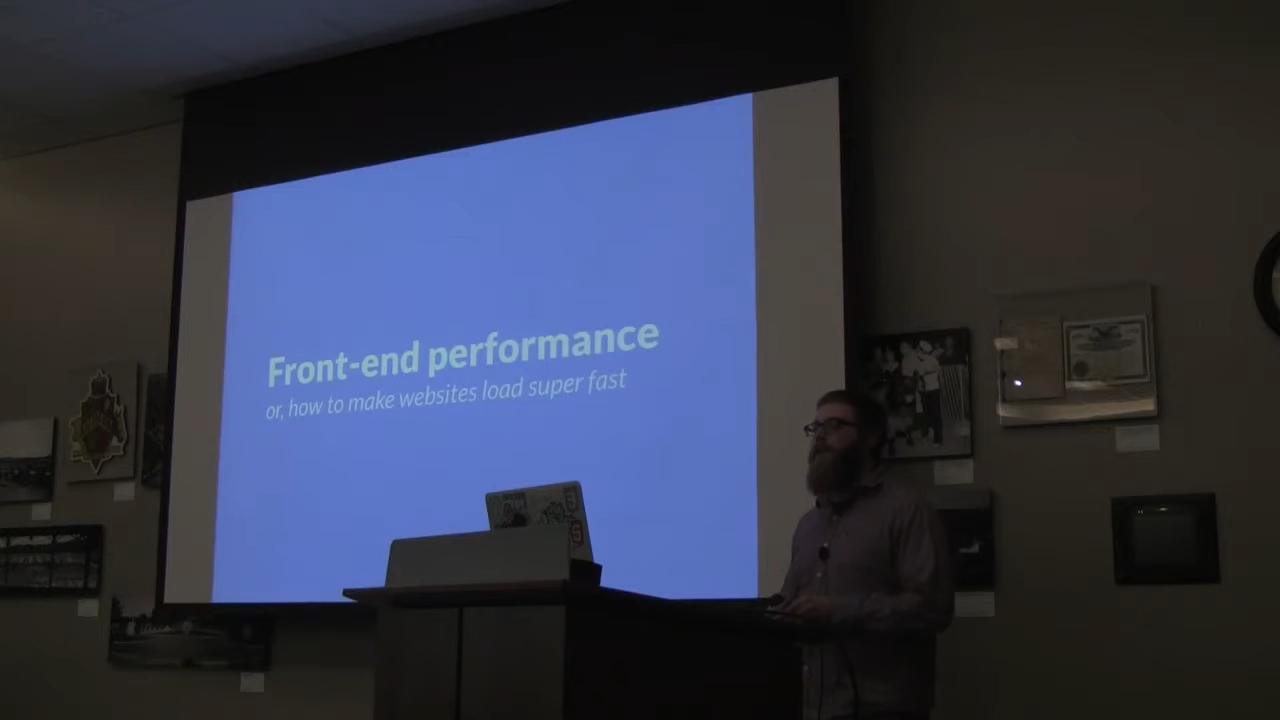 Front-end performance
or, how to make websites load super fast